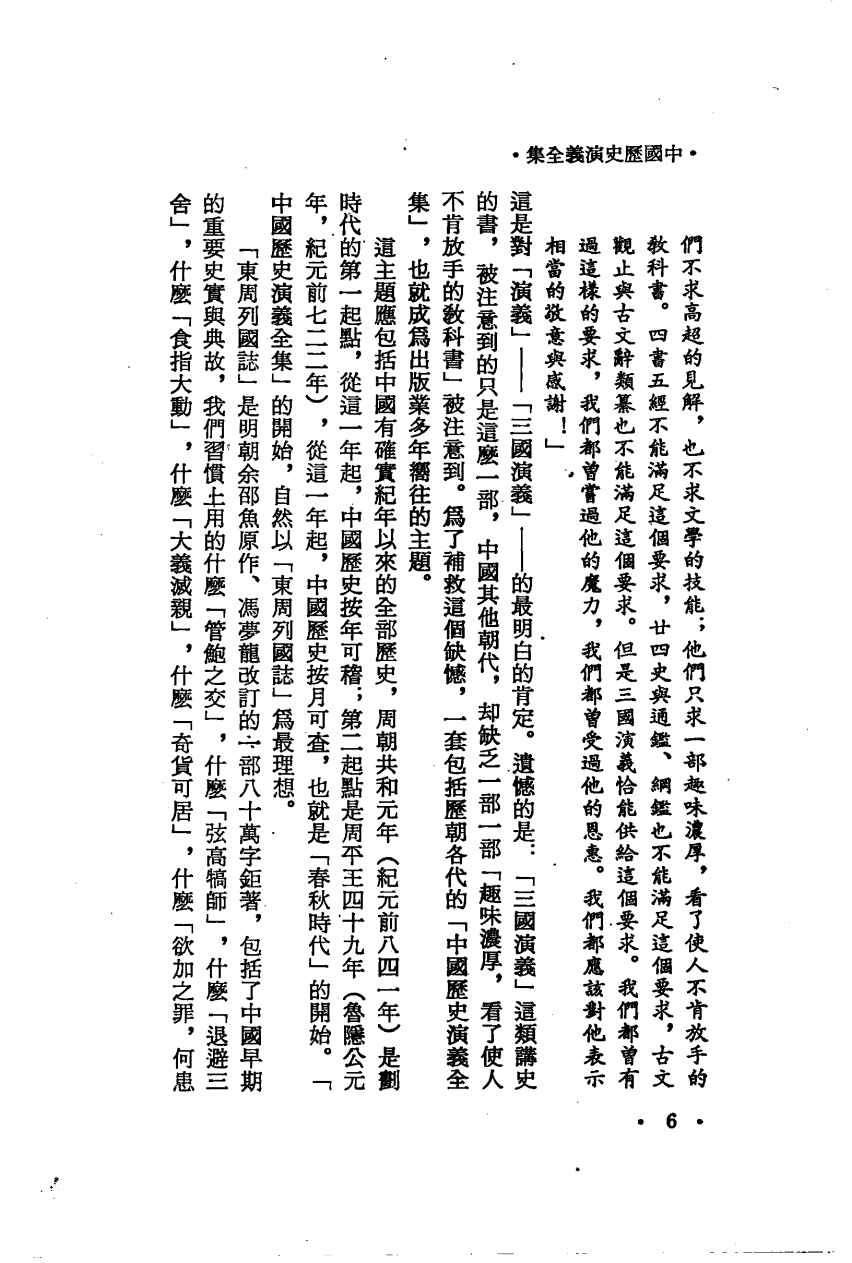 •中國歷史演義全集•
們不求高超的見解，也不求文學的技能；他們只求一部趣味濃厚，看了使人不肯放手的
教科書。四書五經不能滿足這個要求，廿四史與通鑑、綱鑑也不能滿足這個要求，古文
觀止與古文辭類纂也不能滿足這個要求。但是三國演義恰能供給這個要求。我們都曾有
過這樣的要求，我們都曾嘗過他的魔力，我們都曾受過他的恩惠。我們都應該對他表示
相當的敬意與感謝！」
這是對「演義」——「三國演義」——的最明白的肯定。遺憾的是：「三國演義」這類講史
的書，被注意到的只是這麼一部，中國其他朝代，却缺乏一部一部「趣味濃厚，看了使人
不肯放手的教科書」被注意到。爲了補救這個缺憾，一套包括歷朝各代的「中國歷史演義全
集」，也就成爲出版業多年嚮往的主題。
這主題應包括中國有確實紀年以來的全部歷史，周朝共和元年（紀元前八四一年）是劃
時代的第一起點，從這一年起，中國歷史按年可稽；第二起點是周平王四十九年（魯隱公元
年，紀元前七二二年），從這一年起，中國歷史按月可查，也就是「春秋時代」的開始。「
中國歷史演義全集」的開始，自然以「東周列國誌」爲最理想。
「東周列國誌」是明朝余邵魚原作、馮夢龍改訂的一部八十萬字鉅著，包括了中國早期
的重要史實與典故，我們習慣上用的什麼「管鮑之交」，什麼「弦高犒師」，什麼「退避三
舍」，什麼「食指大動」，什麼「大義滅親」，什麼「奇貨可居」，什麼「欲加之罪，何患
•6•